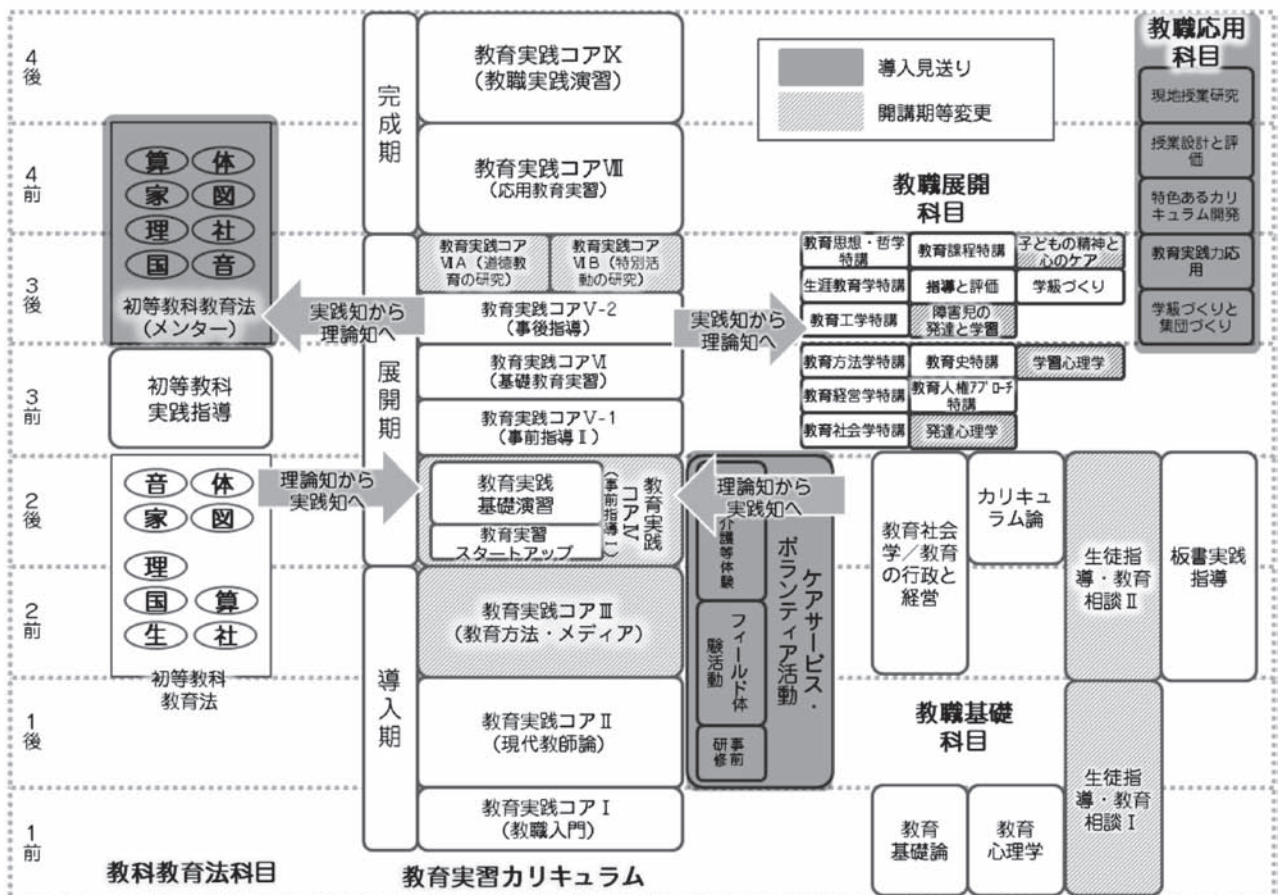 4後
4前
3後
3前
2後
2前
1後
1前
算
体
家
図
理
社
国
音
初等教科教育法
(メンター)
初等教科
実践指導
音
体
家
図
理
国
算
生
社
初等教科
教育法
教科教育法科目
完成期
展開期
導入期
教育実践コアⅨ
(教職実践演習)
教育実践コアⅧ
(応用教育実習)
教育実践コア
ⅦA(道徳教
育の研究)
教育実践コア
ⅦB(特別活
動の研究)
教育実践コアⅤ-2
(事後指導)
教育実践コアⅥ
(基礎教育実習)
教育実践コアⅤ-1
(事前指導Ⅱ)
教育実践
基礎演習
教育実習
スタートアップ
教育実践
コアⅣ
(事前指導Ⅰ)
教育実践コアⅢ
(教育方法・メディア)
教育実践コアⅡ
(現代教師論)
教育実践コアⅠ
(教職入門)
教育実習カリキュラム
実践知から
理論知へ
実践知から
理論知へ
理論知から
実践知へ
理論知から
実践知へ
ケアサービス・
ボランティア活動
介護等体験
フィールド体
験活動
事前
研修
導入見送り
開講期等変更
教職展開
科目
教育思想・哲学
特講
教育課程特講
子どもの精神と
心のケア
生涯教育学特講
指導と評価
学級づくり
教育工学特講
障害児の
発達と学習
教育方法学特講
教育史特講
学習心理学
教育経営学特講
教育人権アプローチ
特講
教育社会学特講
発達心理学
教職応用
科目
現地授業研究
授業設計と評
価
特色あるカリ
キュラム開発
教育実践力応
用
学級づくりと
集団づくり
教育社会
学/教育
の行政と
経営
カリキュ
ラム論
生徒指
導・教育
相談Ⅱ
板書実践
指導
教職基礎
科目
教育
基礎論
教育
心理学
生徒指
導・教育
相談Ⅰ